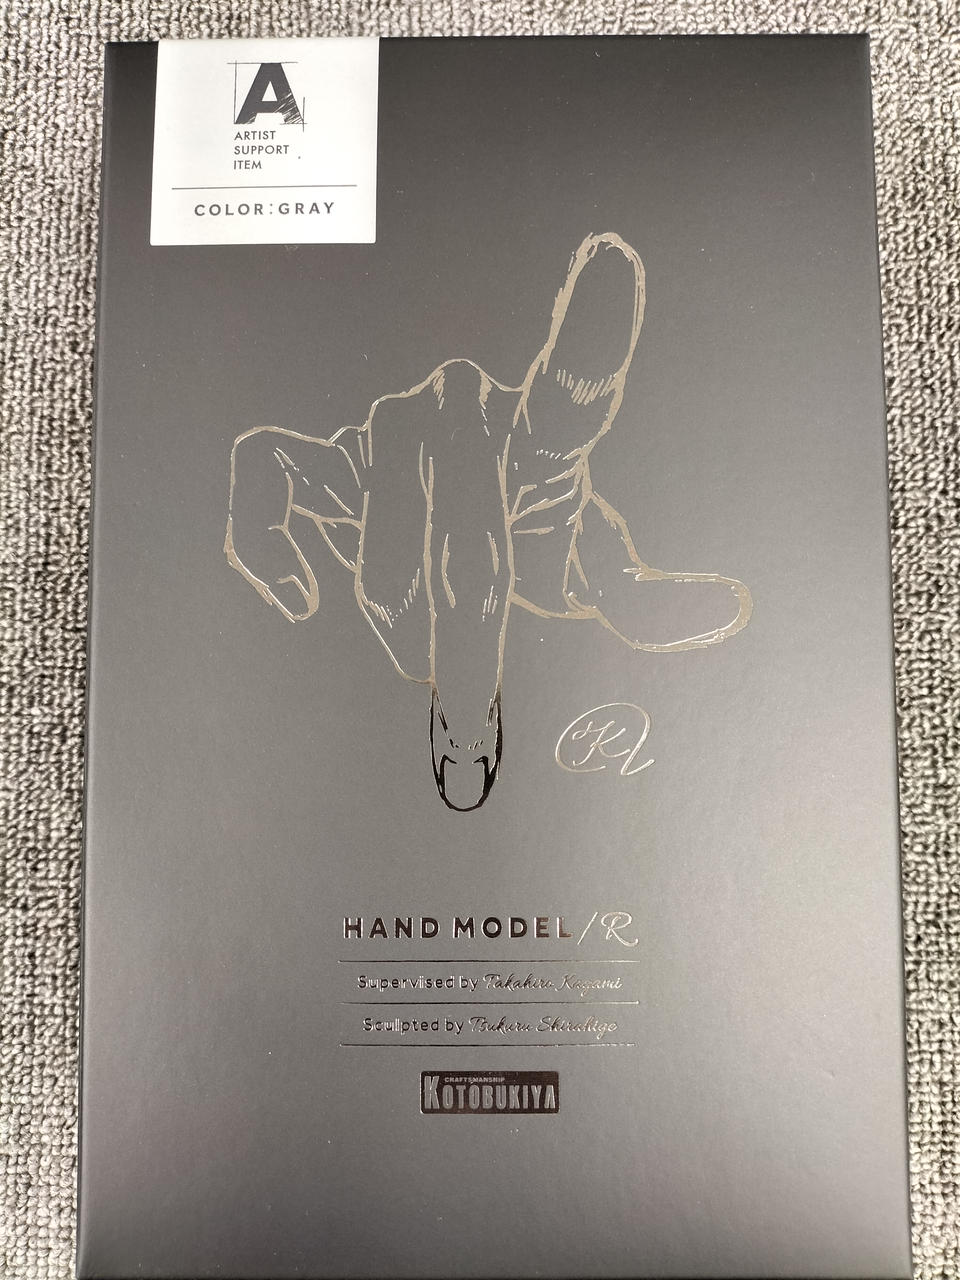 A
ARTIST
SUPPORT
ITEM
COLOR:GRAY
HAND MODEL/R
Supervised by Takahiro Kagami
Sculpted by Tsukuru Shirahige
CRAFTSMANSHIP
KOTOBUKIYA